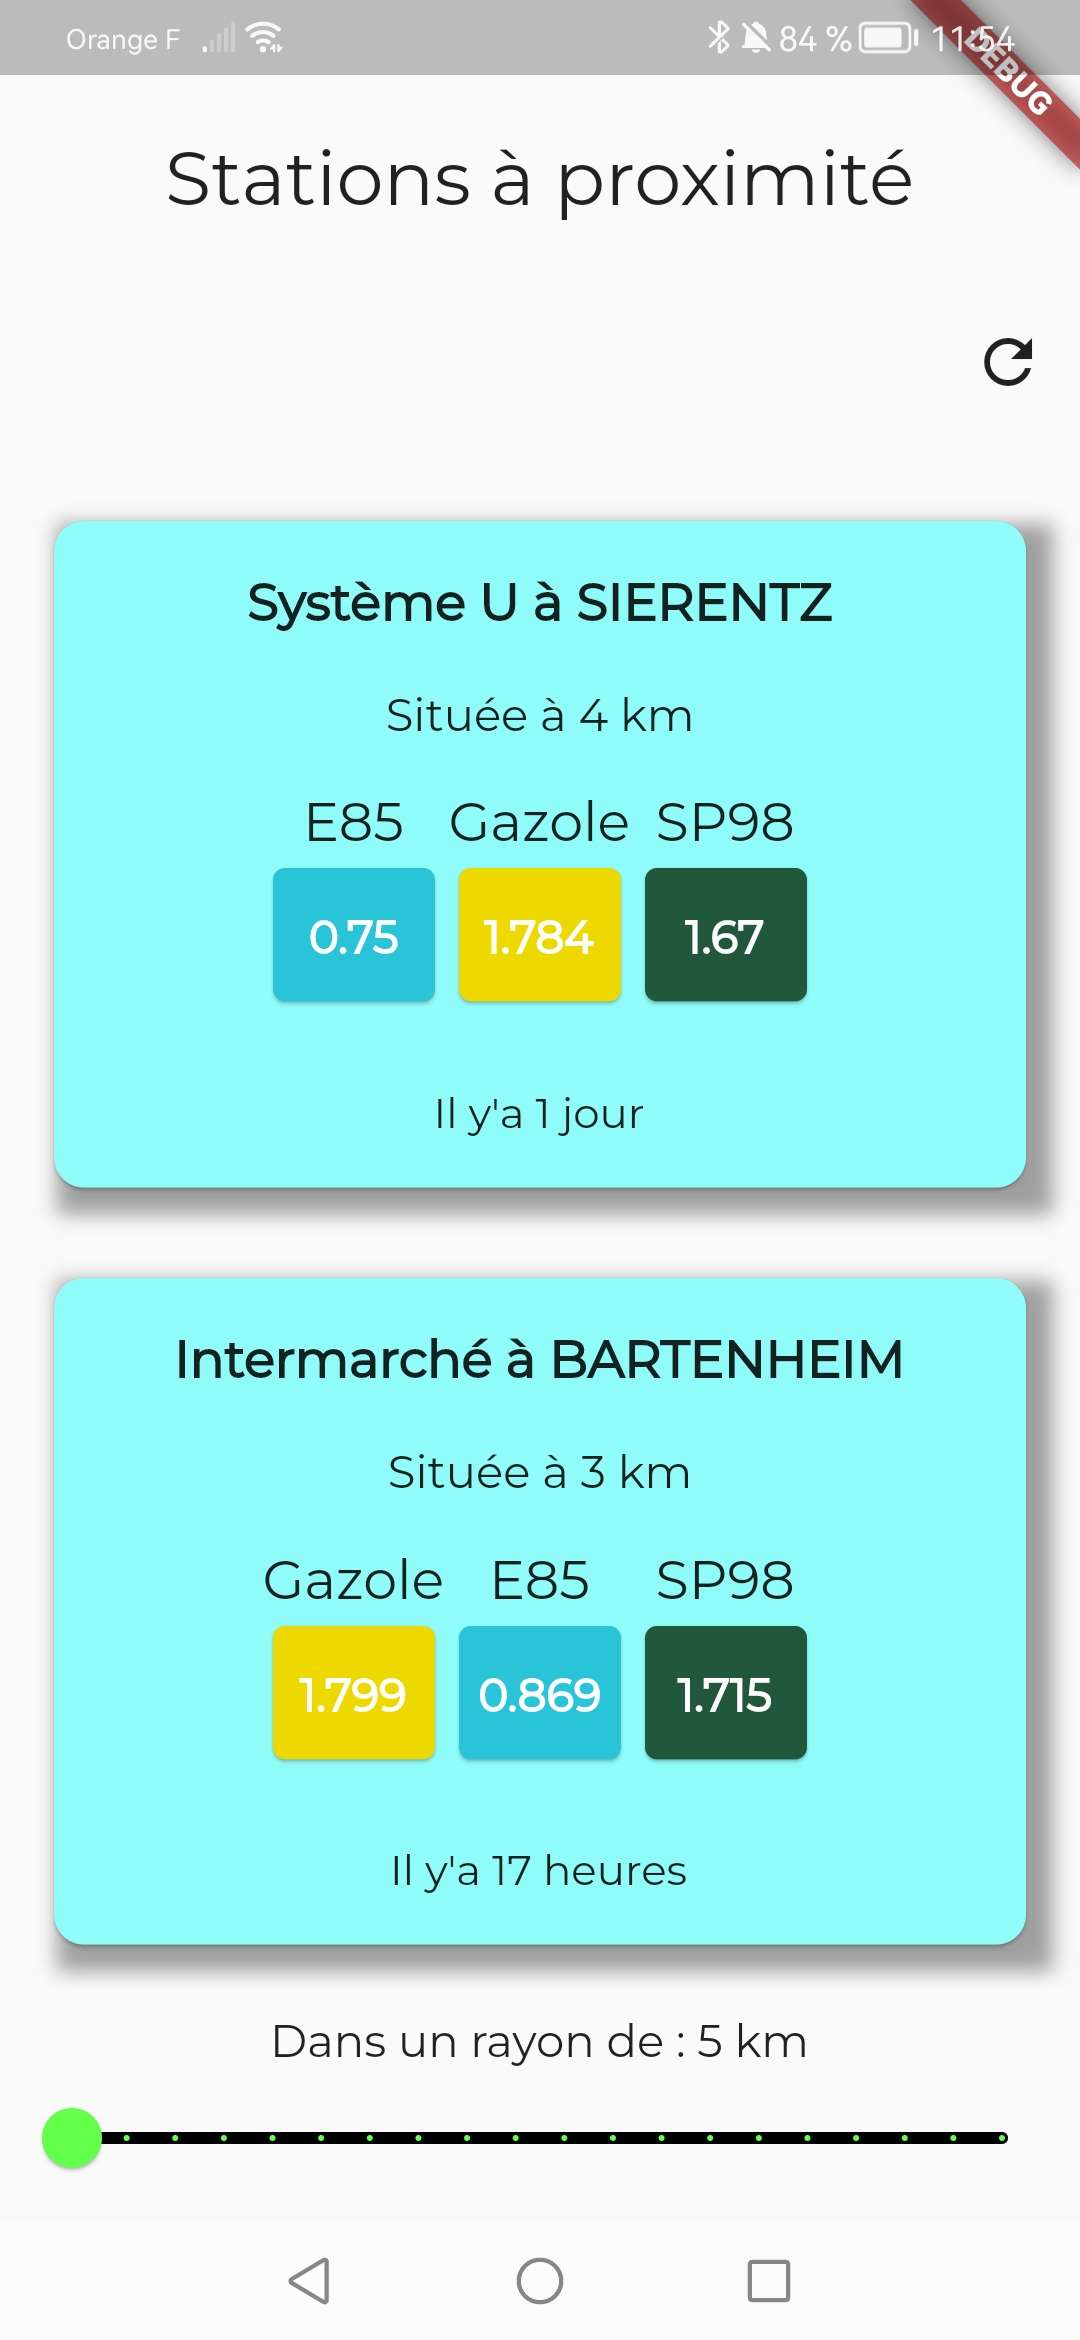 Orange F 84 % 11:54
DEBUG
Stations à proximité
Système U à SIERENTZ
Située à 4 km
E85 Gazole SP98
0.75 1.784 1.67
Il y'a 1 jour
Intermarché à BARTENHEIM
Située à 3 km
Gazole E85 SP98
1.799 0.869 1.715
Il y'a 17 heures
Dans un rayon de : 5 km